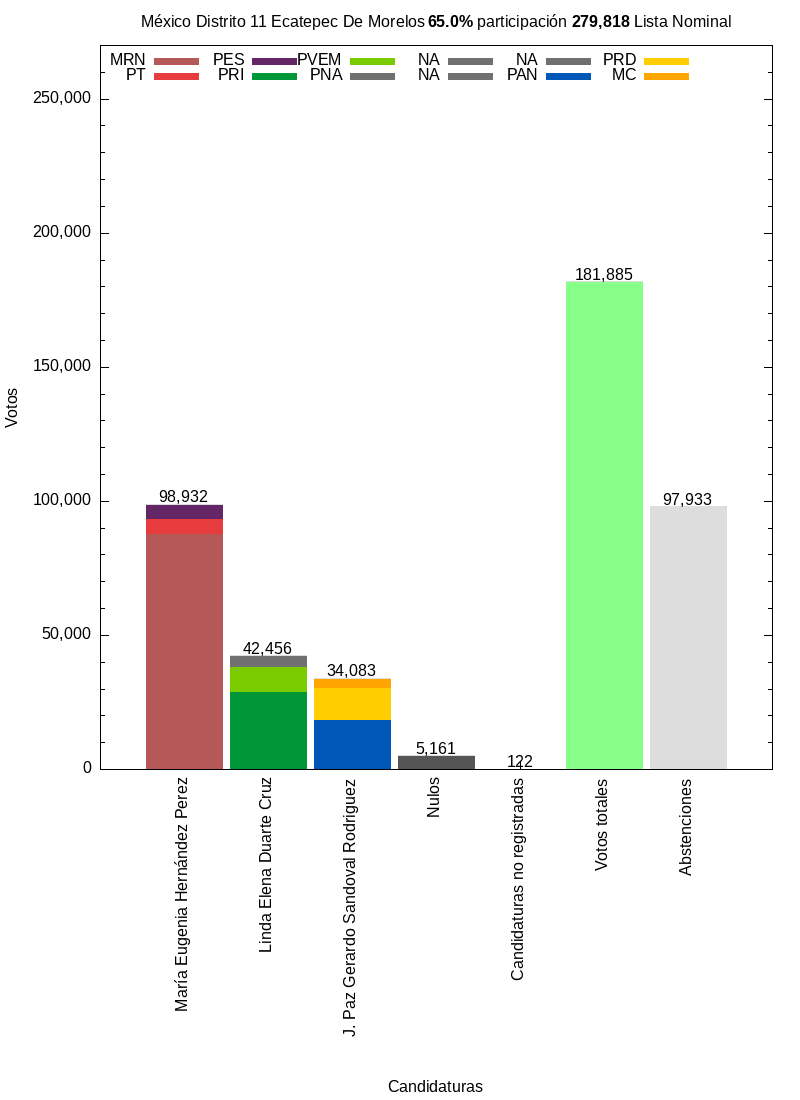 México Distrito 11 Ecatepec De Morelos 65.0% participación 279,818 Lista Nominal
MRN PES PVEM NA NA PRD
PT PRI PNA NA PAN MC
250,000
200,000
150,000
100,000
50,000
0
Votos
98,932
42,456
34,083
5,161
122
181,885
97,933
María Eugenia Hernández Perez
Linda Elena Duarte Cruz
J. Paz Gerardo Sandoval Rodriguez
Nulos
Candidaturas no registradas
Votos totales
Abstenciones
Candidaturas